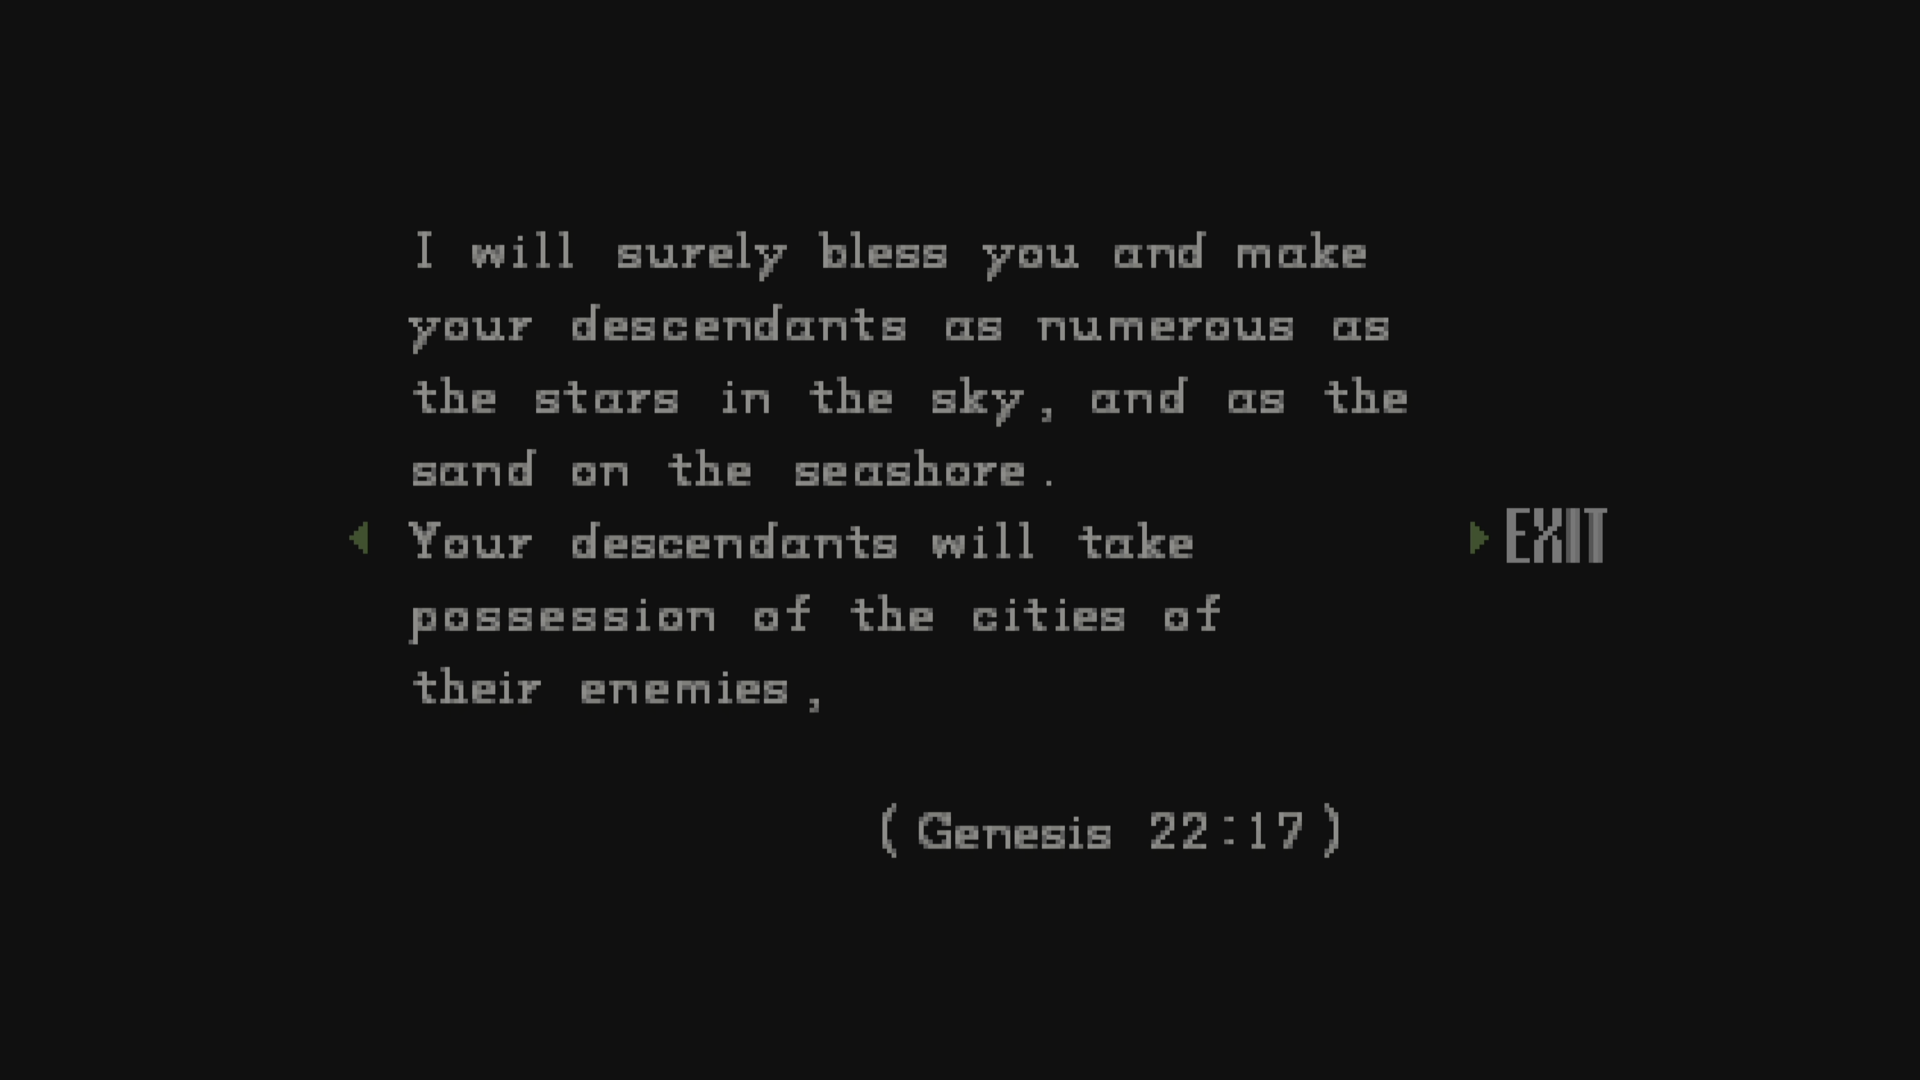 I will surely bless you and make
your descendants as numerous as
the stars in the sky, and as the
sand on the seashore.
Your descendants will take
possession of the cities of
their enemies,
(Genesis 22:17)
EXIT